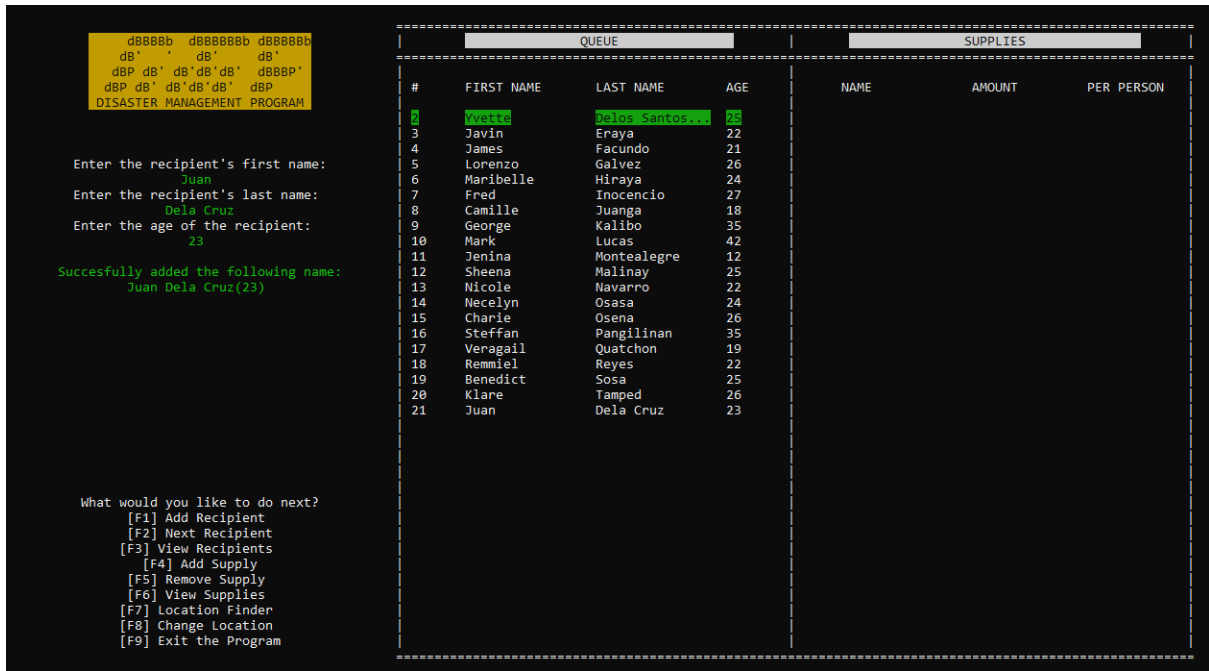 dBBBBb dBBBBBBb dBBBBBb
dB' ' dB' dB'
dBP dB' dB'dB'dB' dBBBP'
dBP dB' dB'dB'dB' dBP
DISASTER MANAGEMENT PROGRAM
Enter the recipient's first name:
Juan
Enter the recipient's last name:
Dela Cruz
Enter the age of the recipient:
23
Succesfully added the following name:
Juan Dela Cruz(23)
What would you like to do next?
[F1] Add Recipient
[F2] Next Recipient
[F3] View Recipients
[F4] Add Supply
[F5] Remove Supply
[F6] View Supplies
[F7] Location Finder
[F8] Change Location
[F9] Exit the Program
QUEUE
# FIRST NAME LAST NAME AGE
2 Yvette Delos Santos... 25
3 Javin Eraya 22
4 James Facundo 21
5 Lorenzo Galvez 26
6 Maribelle Hiraya 24
7 Fred Inocencio 27
8 Camille Juanga 18
9 George Kalibo 35
10 Mark Lucas 42
11 Jenina Montealegre 12
12 Sheena Malinay 25
13 Nicole Navarro 22
14 Necelyn Osasa 24
15 Charie Osena 26
16 Steffan Pangilinan 35
17 Veragail Quatchon 19
18 Remmiel Reyes 22
19 Benedict Sosa 25
20 Klare Tamped 26
21 Juan Dela Cruz 23
SUPPLIES
NAME AMOUNT PER PERSON